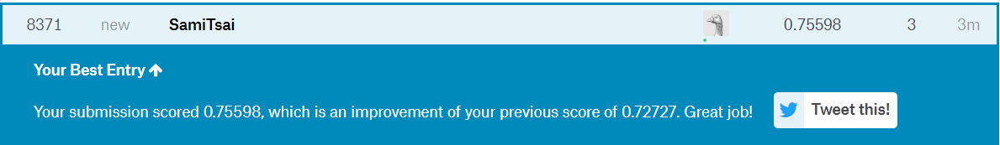 8371 new SamiTsai 0.75598 3 3m
Your Best Entry
Your submission scored 0.75598, which is an improvement of your previous score of 0.72727. Great job! Tweet this!